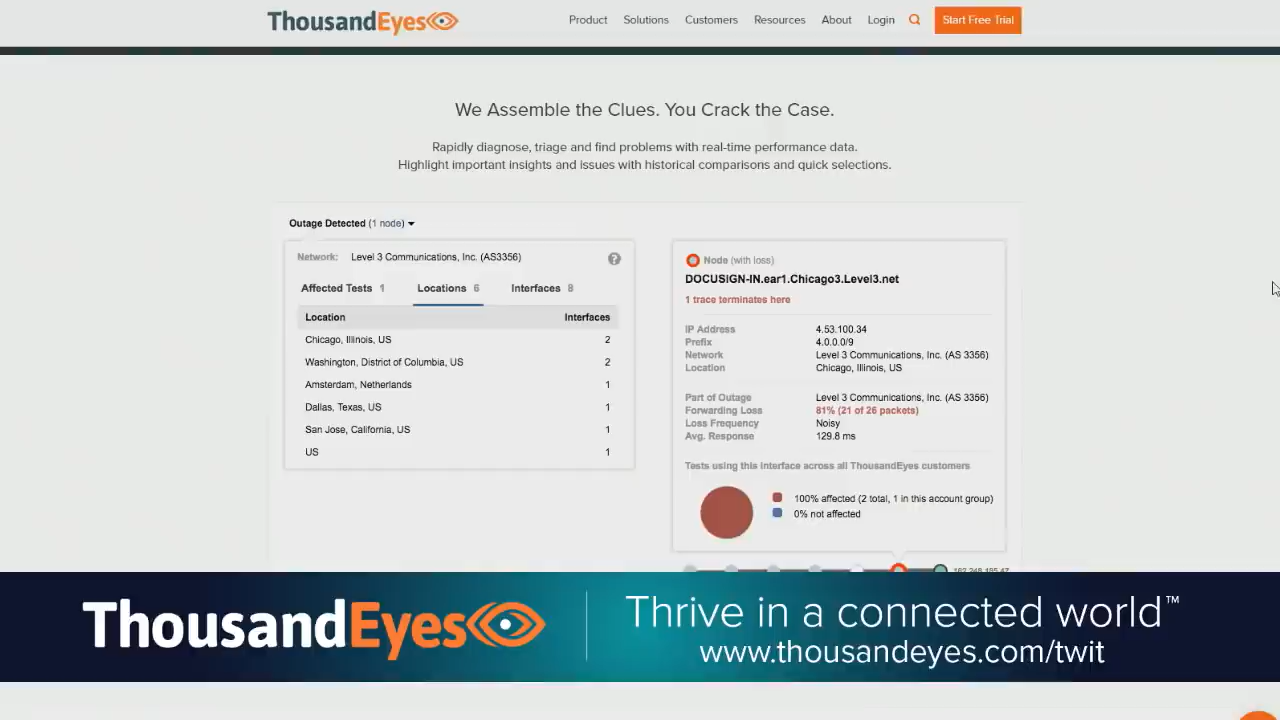 ThousandEyes
Product Solutions Customers Resources About Login Start Free Trial
We Assemble the Clues. You Crack the Case.
Rapidly diagnose, triage and find problems with real-time performance data.
Highlight important insights and issues with historical comparisons and quick selections.
Outage Detected (1 node)
Network: Level 3 Communications, Inc. (AS3356) ?
Affected Tests 1 Locations 6 Interfaces 8
Location Interfaces
Chicago, Illinois, US 2
Washington, District of Columbia, US 2
Amsterdam, Netherlands 1
Dallas, Texas, US 1
San Jose, California, US 1
US 1
Node (with loss)
DOCUSIGN-IN.ear1.Chicago3.Level3.net
1 trace terminates here
IP Address 4.53.100.34
Prefix 4.0.0.0/9
Network Level 3 Communications, Inc. (AS 3356)
Location Chicago, Illinois, US
Part of Outage Level 3 Communications, Inc. (AS 3356)
Forwarding Loss 81% (21 of 26 packets)
Loss Frequency Noisy
Avg. Response 129.8 ms
Tests using this interface across all ThousandEyes customers
100% affected (2 total, 1 in this account group)
0% not affected
ThousandEyes
Thrive in a connected world™
www.thousandeyes.com/twit